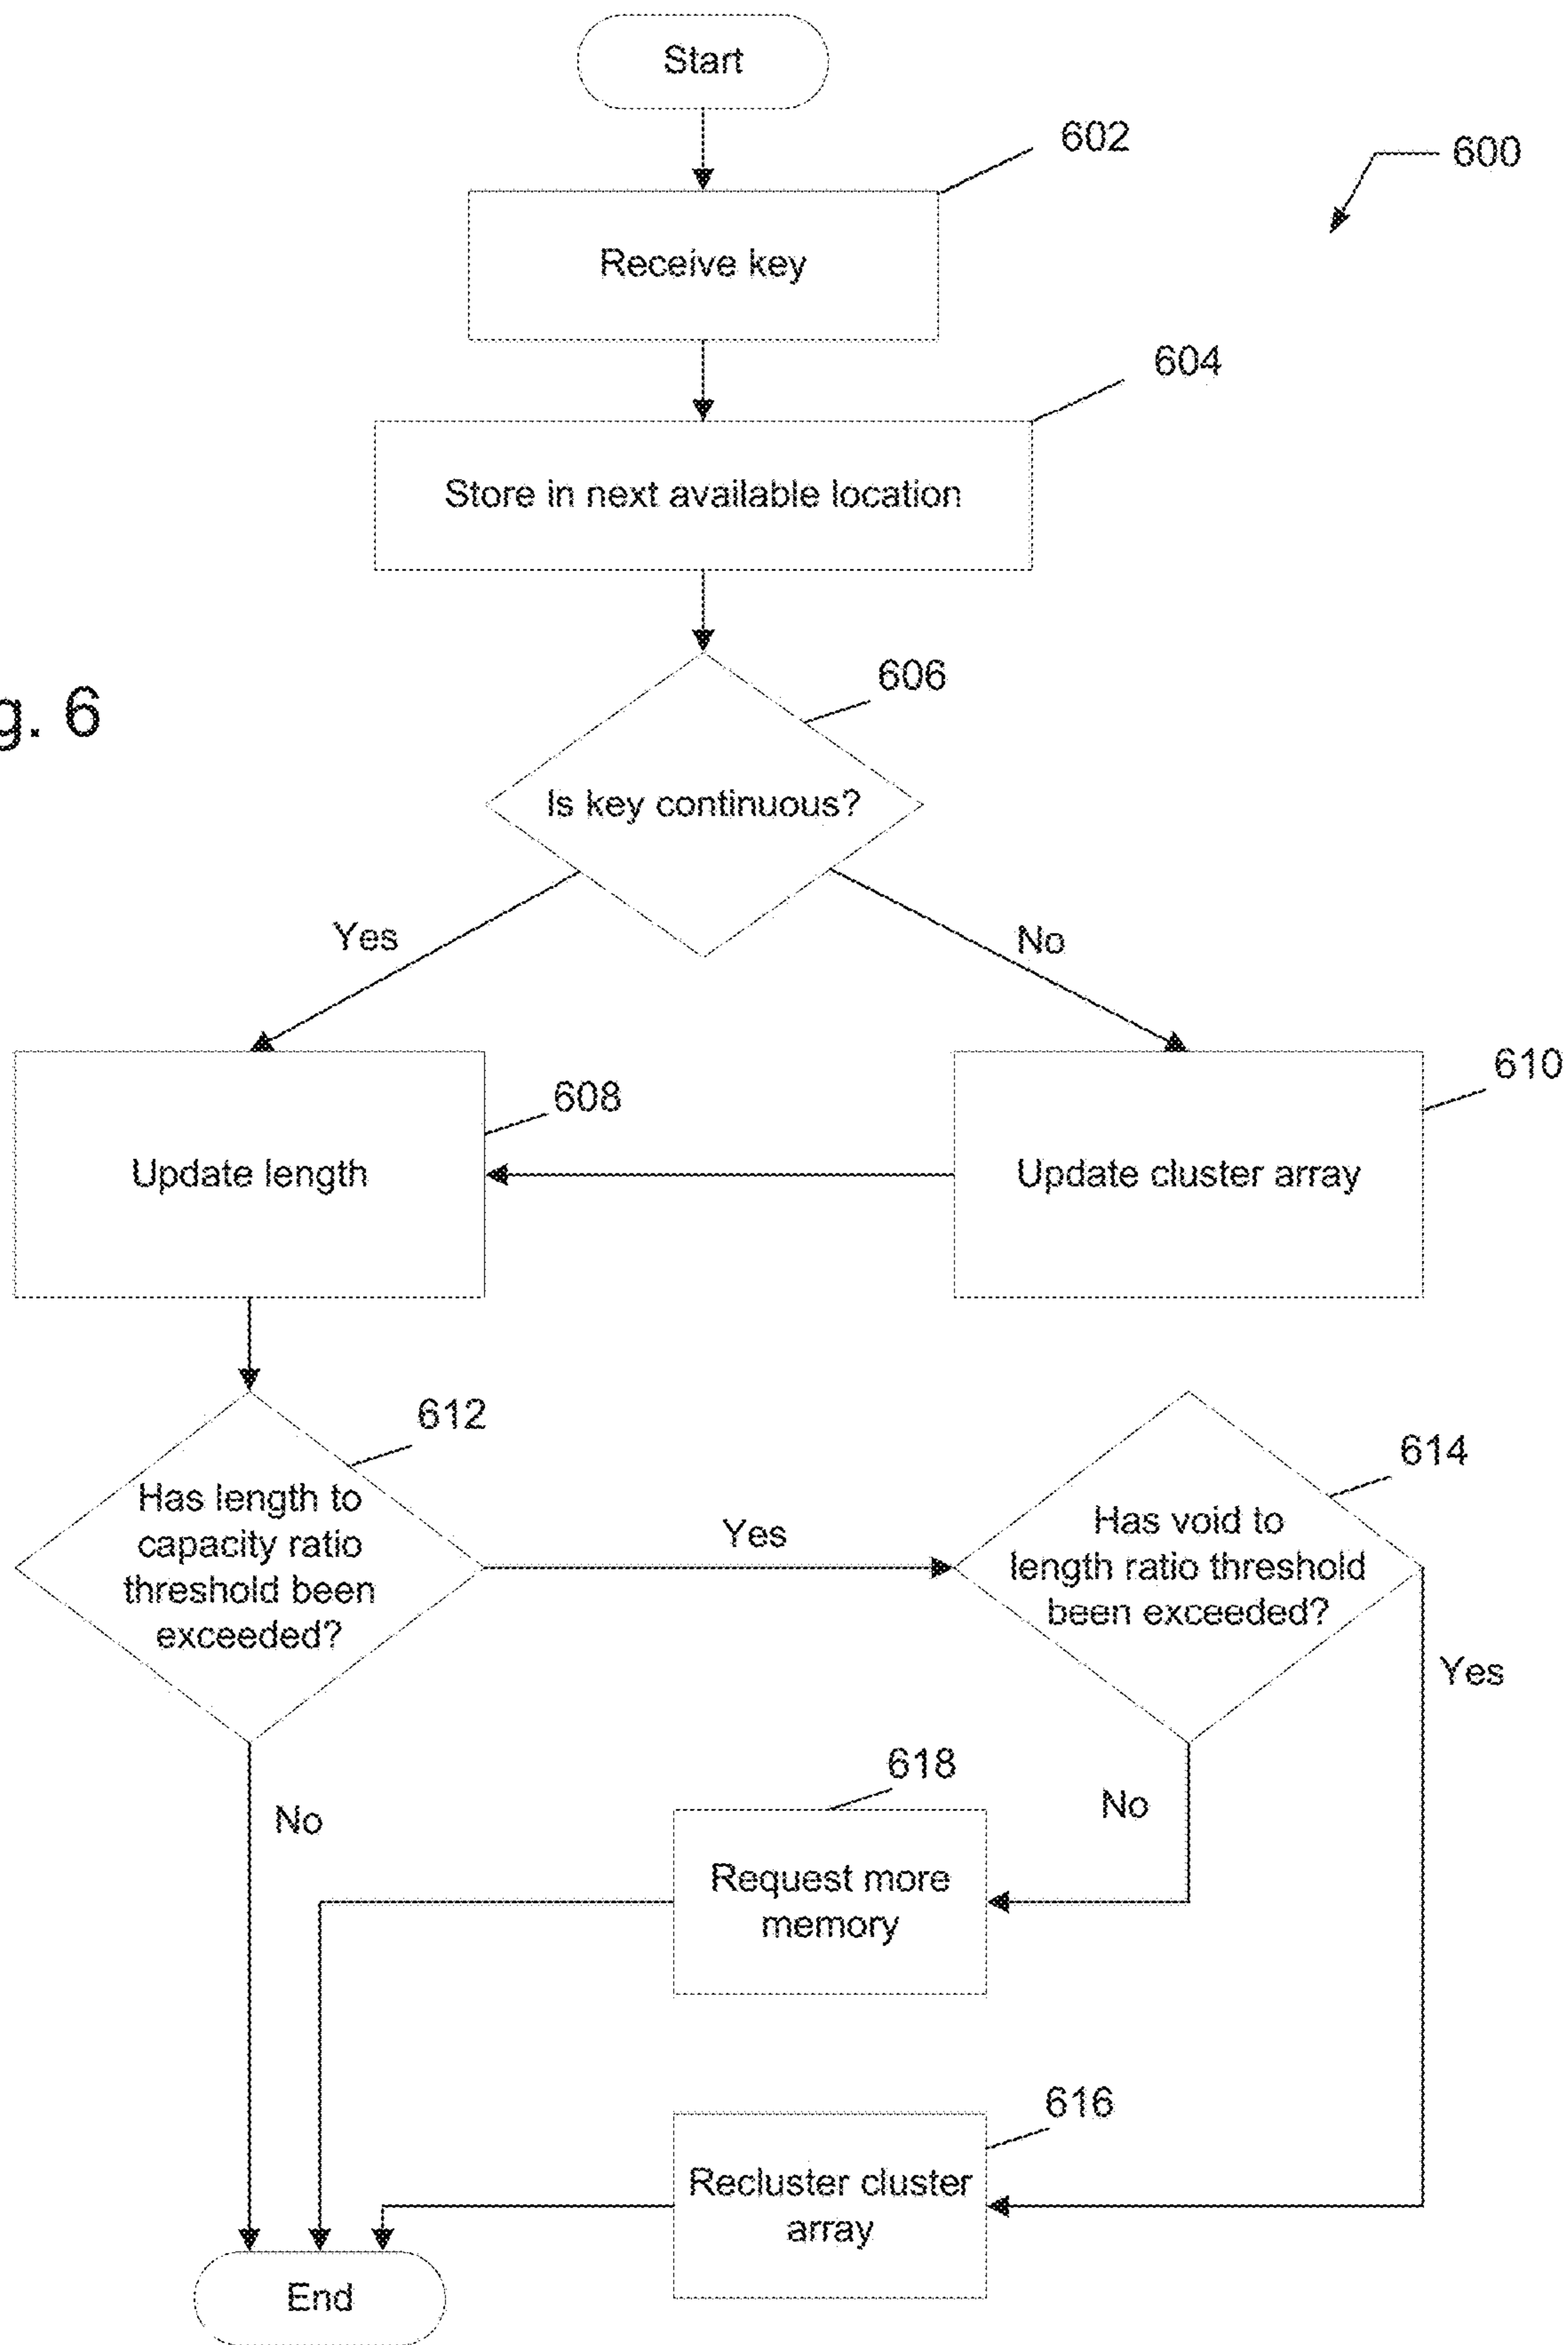 Start
602
600
Receive key
604
Store in next available location
g. 6
606
Is key continuous?
Yes
No
608
610
Update length
Update cluster array
612
614
Has length to
capacity ratio
threshold been
exceeded?
Yes
Has void to
length ratio threshold
been exceeded?
Yes
618
No
No
Request more
memory
616
Recluster cluster
array
End